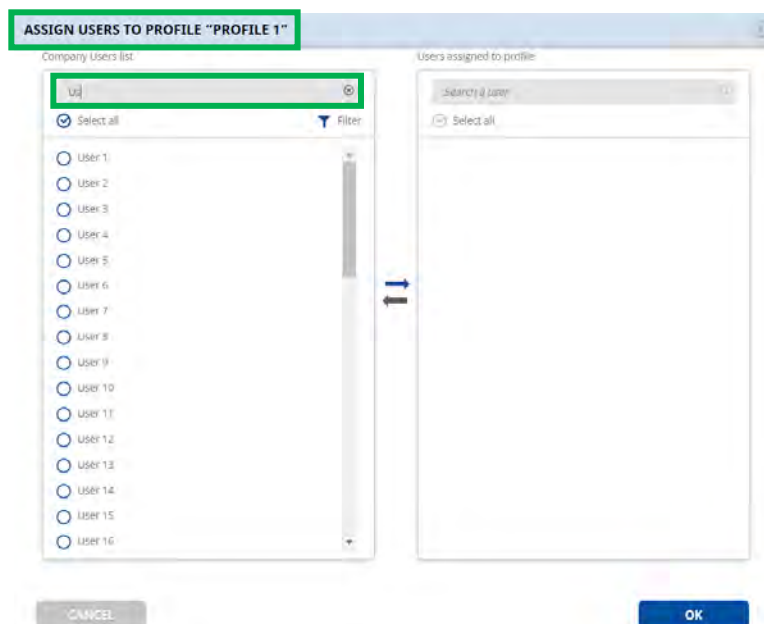 ASSIGN USERS TO PROFILE "PROFILE 1"
Company Users list
Users assigned to profile
us
Search a user
Select all
Filter
Select all
User 1
User 2
User 3
User 4
User 5
User 6
User 7
User 8
User 9
User 10
User 11
User 12
User 13
User 14
User 15
User 16
CANCEL
OK